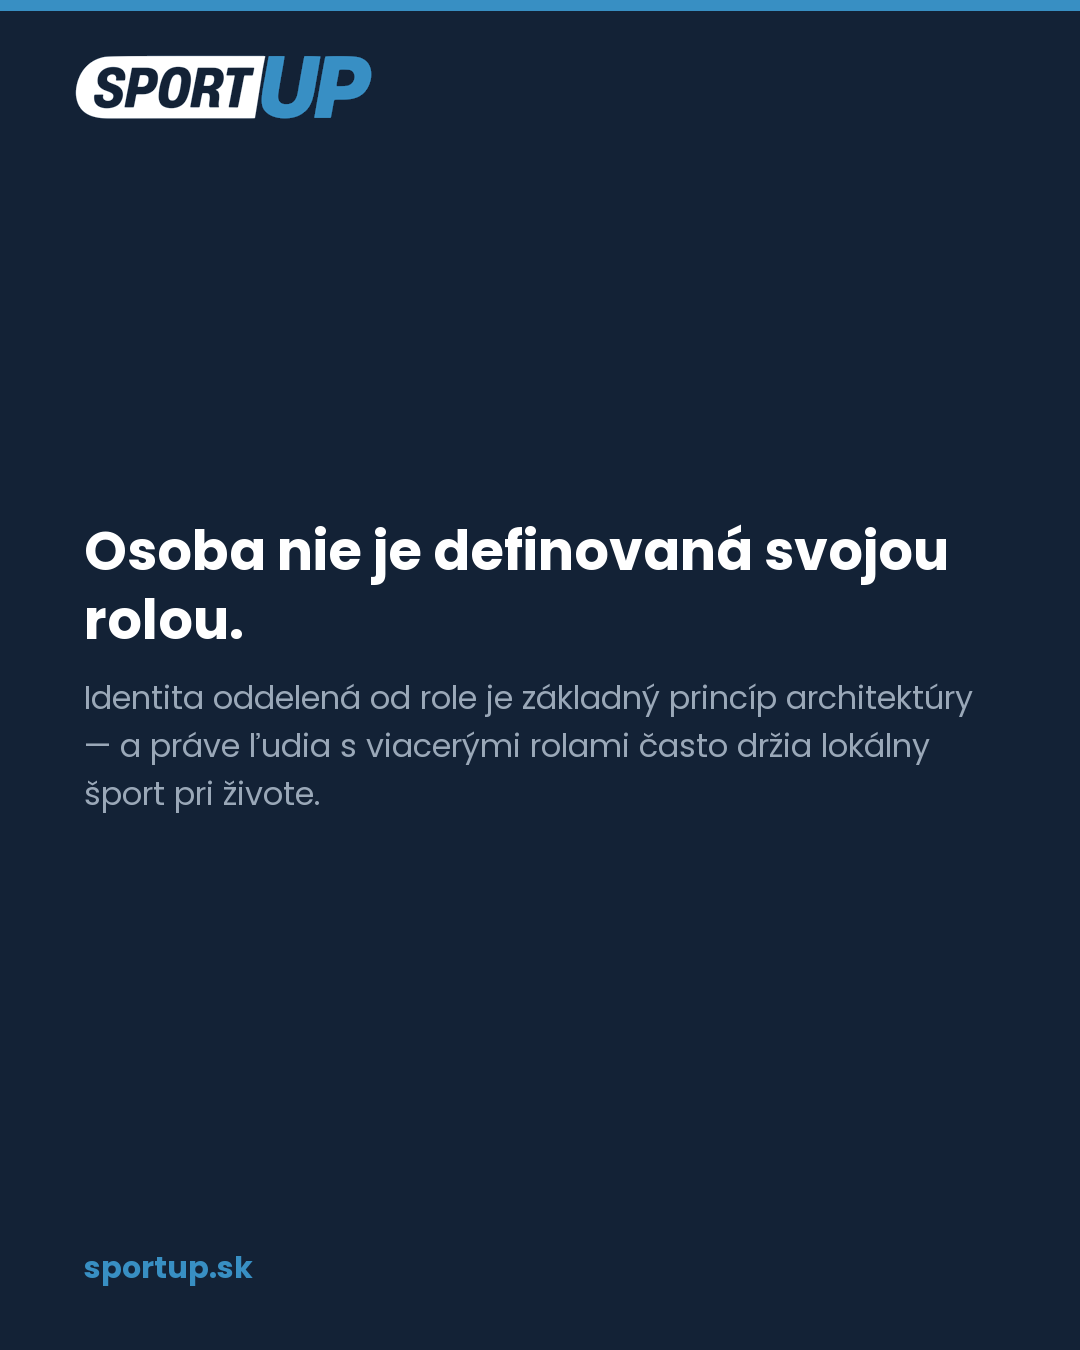 SPORTUP
Osoba nie je definovaná svojou
rolou.
Identita oddelená od role je základný princíp architektúry
— a práve ľudia s viacerými rolami často držia lokálny
šport pri živote.
sportup.sk